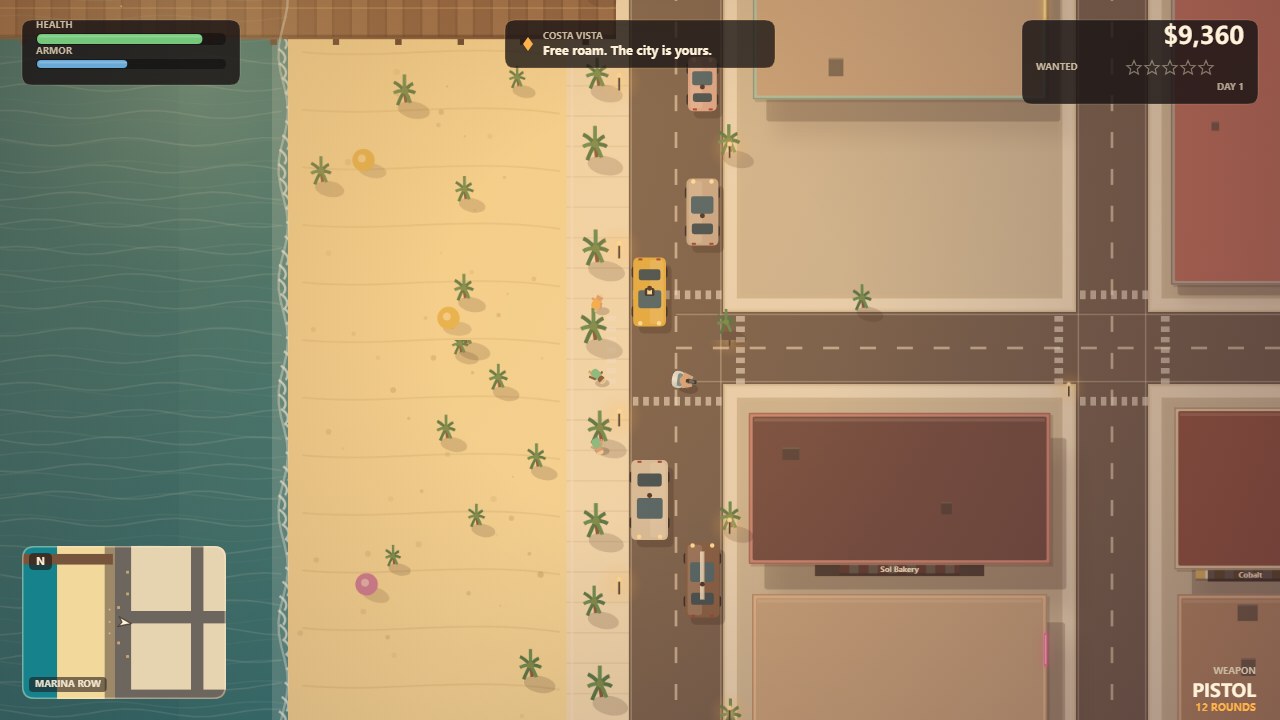 HEALTH
ARMOR
COSTA VISTA
Free roam. The city is yours.
$9,360
WANTED
DAY 1
Sol Bakery
Cobalt
N
MARINA ROW
WEAPON
PISTOL
12 ROUNDS